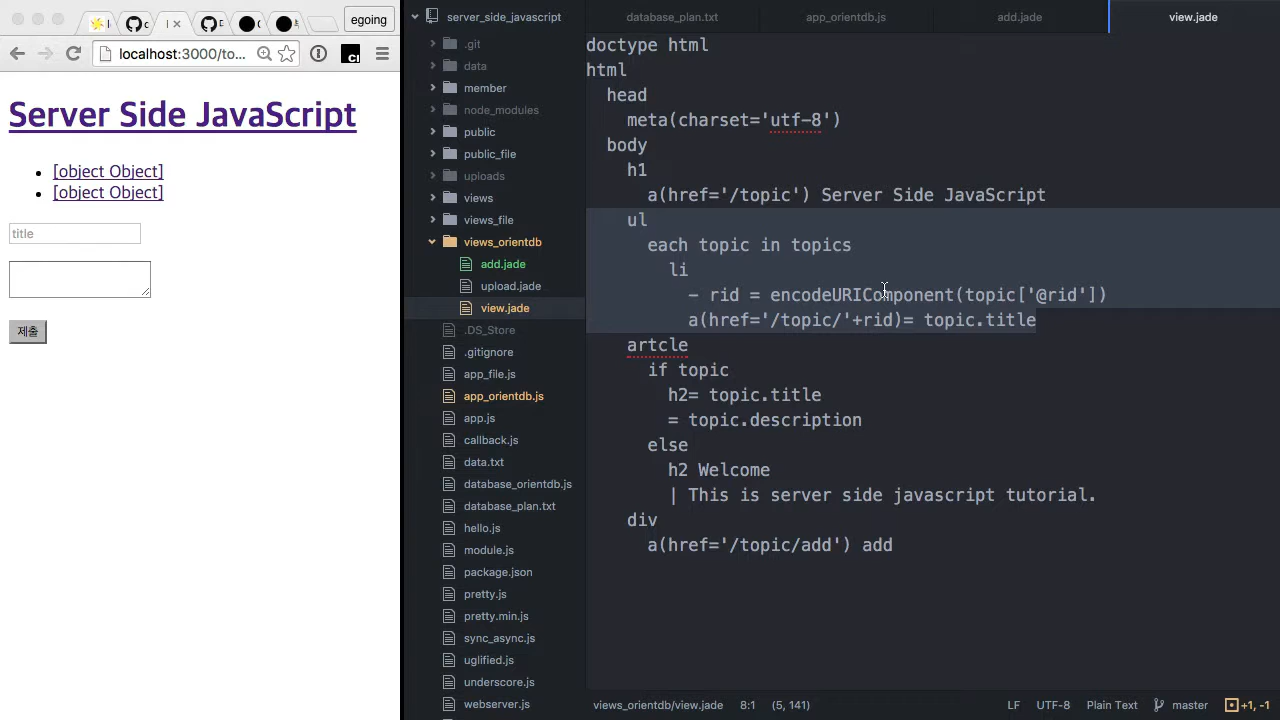 egoing
localhost:3000/to...
Server Side JavaScript
[object Object]
[object Object]
title
제출
server_side_javascript
.git
data
member
node_modules
public
public_file
uploads
views
views_file
views_orientdb
add.jade
upload.jade
view.jade
.DS_Store
.gitignore
app_file.js
app_orientdb.js
app.js
callback.js
data.txt
database_orientdb.js
database_plan.txt
hello.js
module.js
package.json
pretty.js
pretty.min.js
sync_async.js
uglified.js
underscore.js
webserver.js
database_plan.txt
app_orientdb.js
add.jade
view.jade
doctype html
html
head
meta(charset='utf-8')
body
h1
a(href='/topic') Server Side JavaScript
ul
each topic in topics
li
- rid = encodeURIComponent(topic['@rid'])
a(href='/topic/'+rid)= topic.title
artcle
if topic
h2= topic.title
= topic.description
else
h2 Welcome
| This is server side javascript tutorial.
div
a(href='/topic/add') add
views_orientdb/view.jade 8:1 (5, 141) LF UTF-8 Plain Text master +1, -1